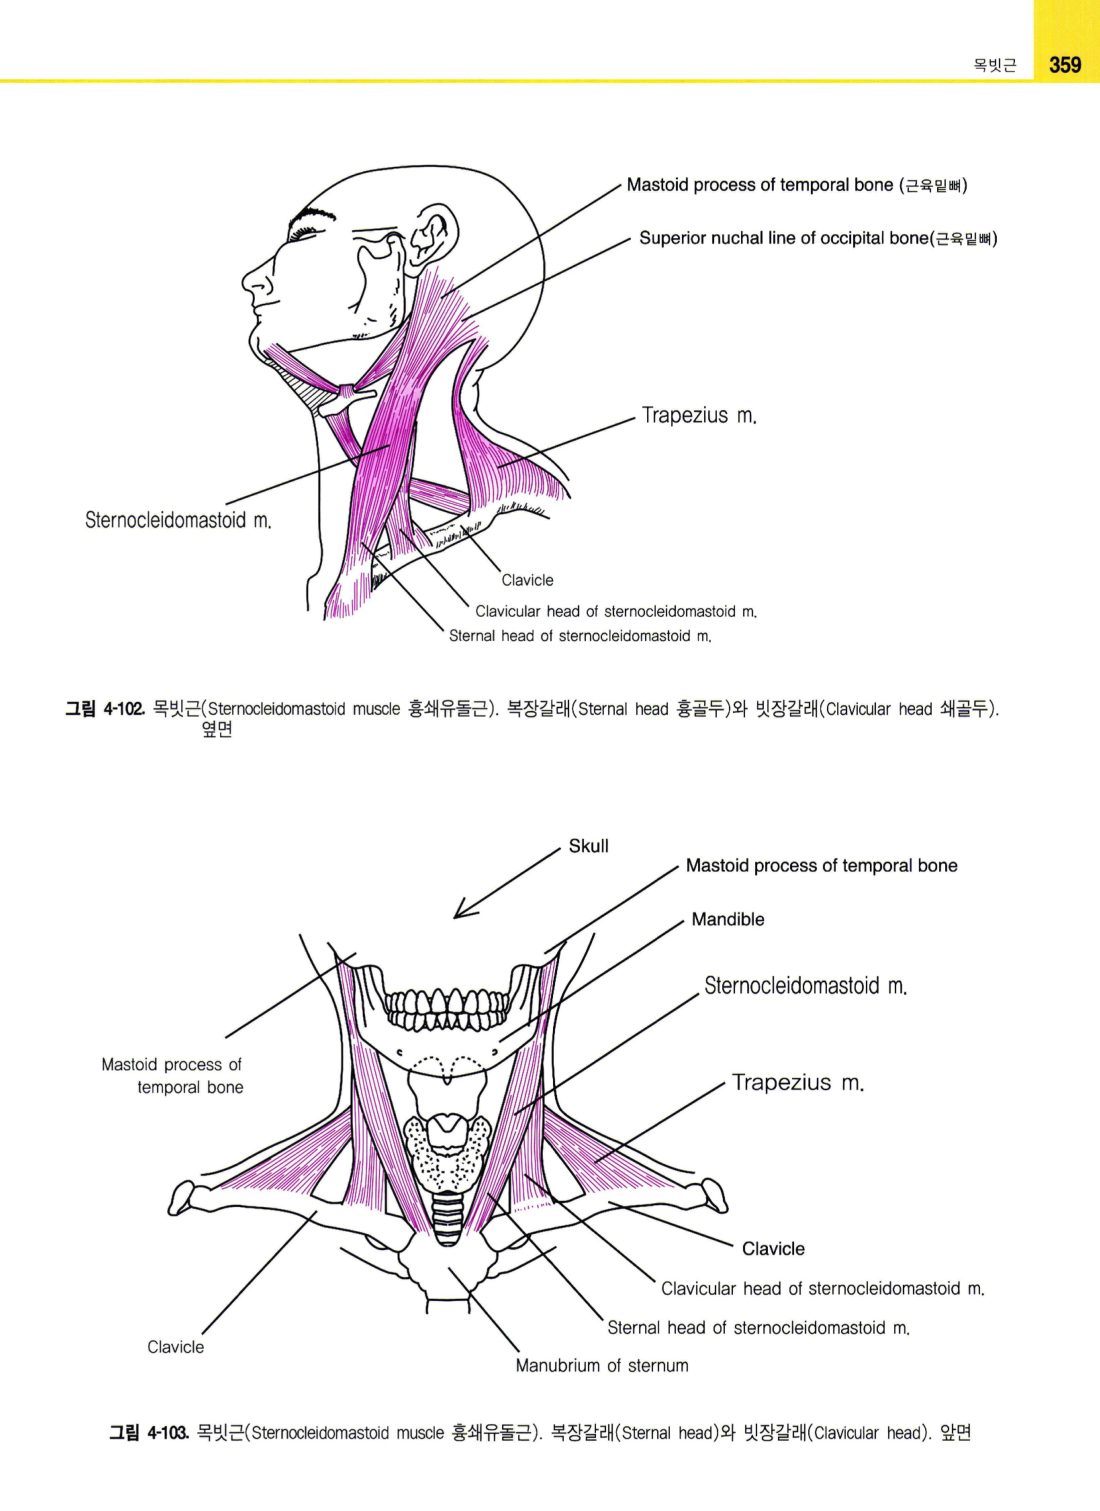 목빗근 359
Mastoid process of temporal bone (근육밑뼈)
Superior nuchal line of occipital bone(근육밑뼈)
Trapezius m.
Sternocleidomastoid m.
Clavicle
Clavicular head of sternocleidomastoid m.
Sternal head of sternocleidomastoid m.
그림 4-102. 목빗근(Sternocleidomastoid muscle 흉쇄유돌근). 복장갈래(Sternal head 흉골두)와 빗장갈래(Clavicular head 쇄골두).
옆면
Skull
Mastoid process of temporal bone
Mandible
Sternocleidomastoid m.
Mastoid process of
temporal bone
Trapezius m.
Clavicle
Clavicular head of sternocleidomastoid m.
Sternal head of sternocleidomastoid m.
Clavicle
Manubrium of sternum
그림 4-103. 목빗근(Sternocleidomastoid muscle 흉쇄유돌근). 복장갈래(Sternal head)와 빗장갈래(Clavicular head). 앞면